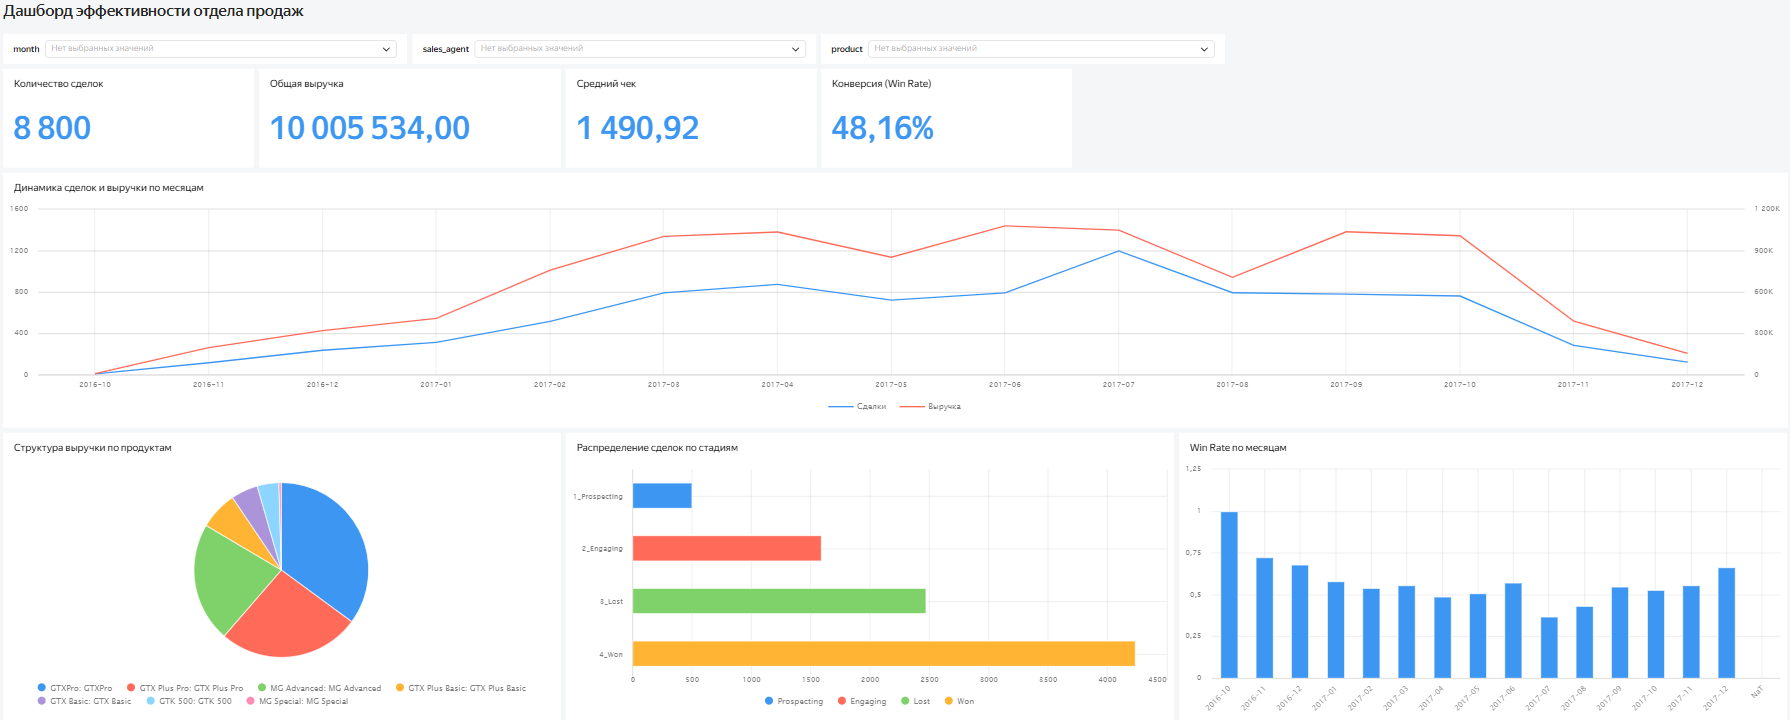 Дашборд эффективности отдела продаж
month Нет выбранных значений sales_agent Нет выбранных значений product Нет выбранных значений
Количество сделок Общая выручка Средний чек Конверсия (Win Rate)
8 800 10 005 534,00 1 490,92 48,16%
Динамика сделок и выручки по месяцам
1600 1 200K
1200 900K
800 600K
400 300K
0 0
2016-10 2016-11 2016-12 2017-01 2017-02 2017-03 2017-04 2017-05 2017-06 2017-07 2017-08 2017-09 2017-10 2017-11 2017-12
Сделки Выручка
Структура выручки по продуктам
GTXPro: GTXPro GTX Plus Pro: GTX Plus Pro MG Advanced: MG Advanced GTX Plus Basic: GTX Plus Basic
GTX Basic: GTX Basic GTK 500: GTK 500 MG Special: MG Special
Распределение сделок по стадиям
1_Prospecting
2_Engaging
3_Lost
4_Won
0 500 1000 1500 2000 2500 3000 3500 4000 4500
Prospecting Engaging Lost Won
Win Rate по месяцам
1,25
1
0,75
0,5
0,25
0
2016-10 2016-11 2016-12 2017-01 2017-02 2017-03 2017-04 2017-05 2017-06 2017-07 2017-08 2017-09 2017-10 2017-11 2017-12 NaT